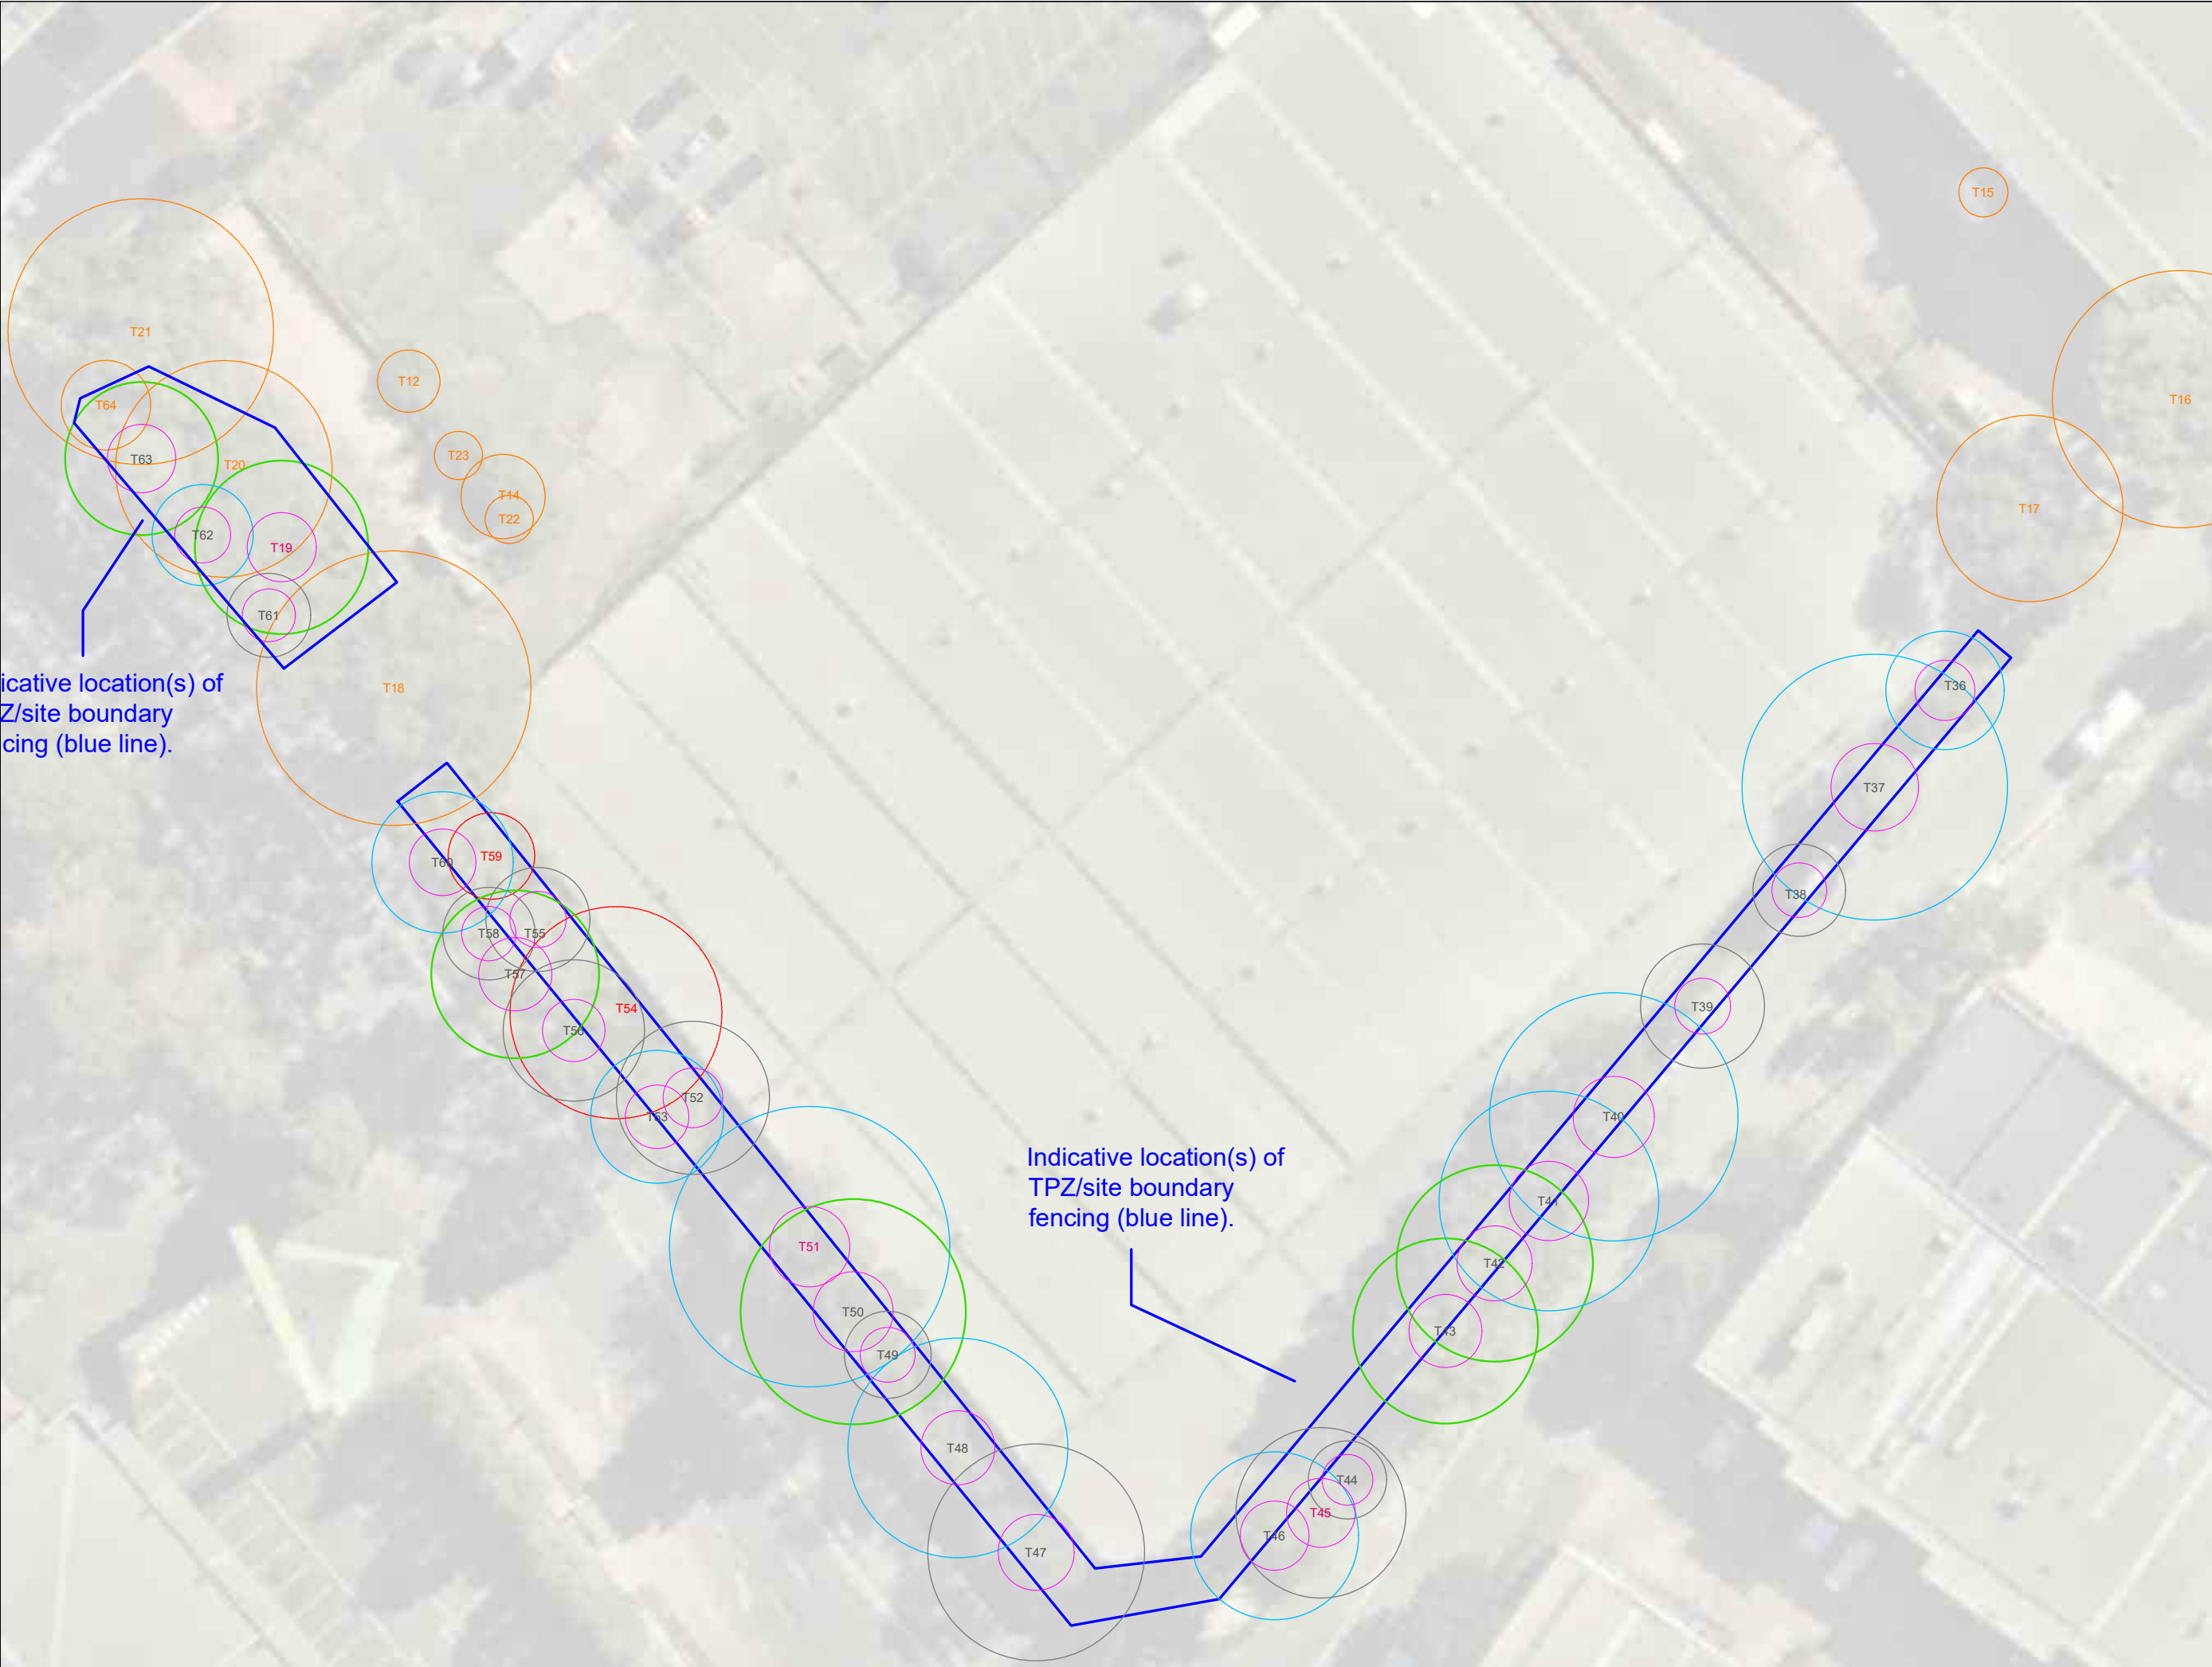 T15
T21
T12
T16
T64
T23
T63
T20
T14
T17
T22
T62
T19
T61
icative location(s) of
Z/site boundary
cing (blue line).
T18
T36
T37
T59
T60
T38
T58
T55
T57
T54
T39
T56
T52
T53
T40
Indicative location(s) of
TPZ/site boundary
fencing (blue line).
T41
T51
T42
T50
T43
T49
T48
T44
T45
T46
T47